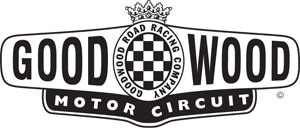 GOODWOOD ROAD RACING COMPANY
GOOD WOOD
MOTOR CIRCUIT
©